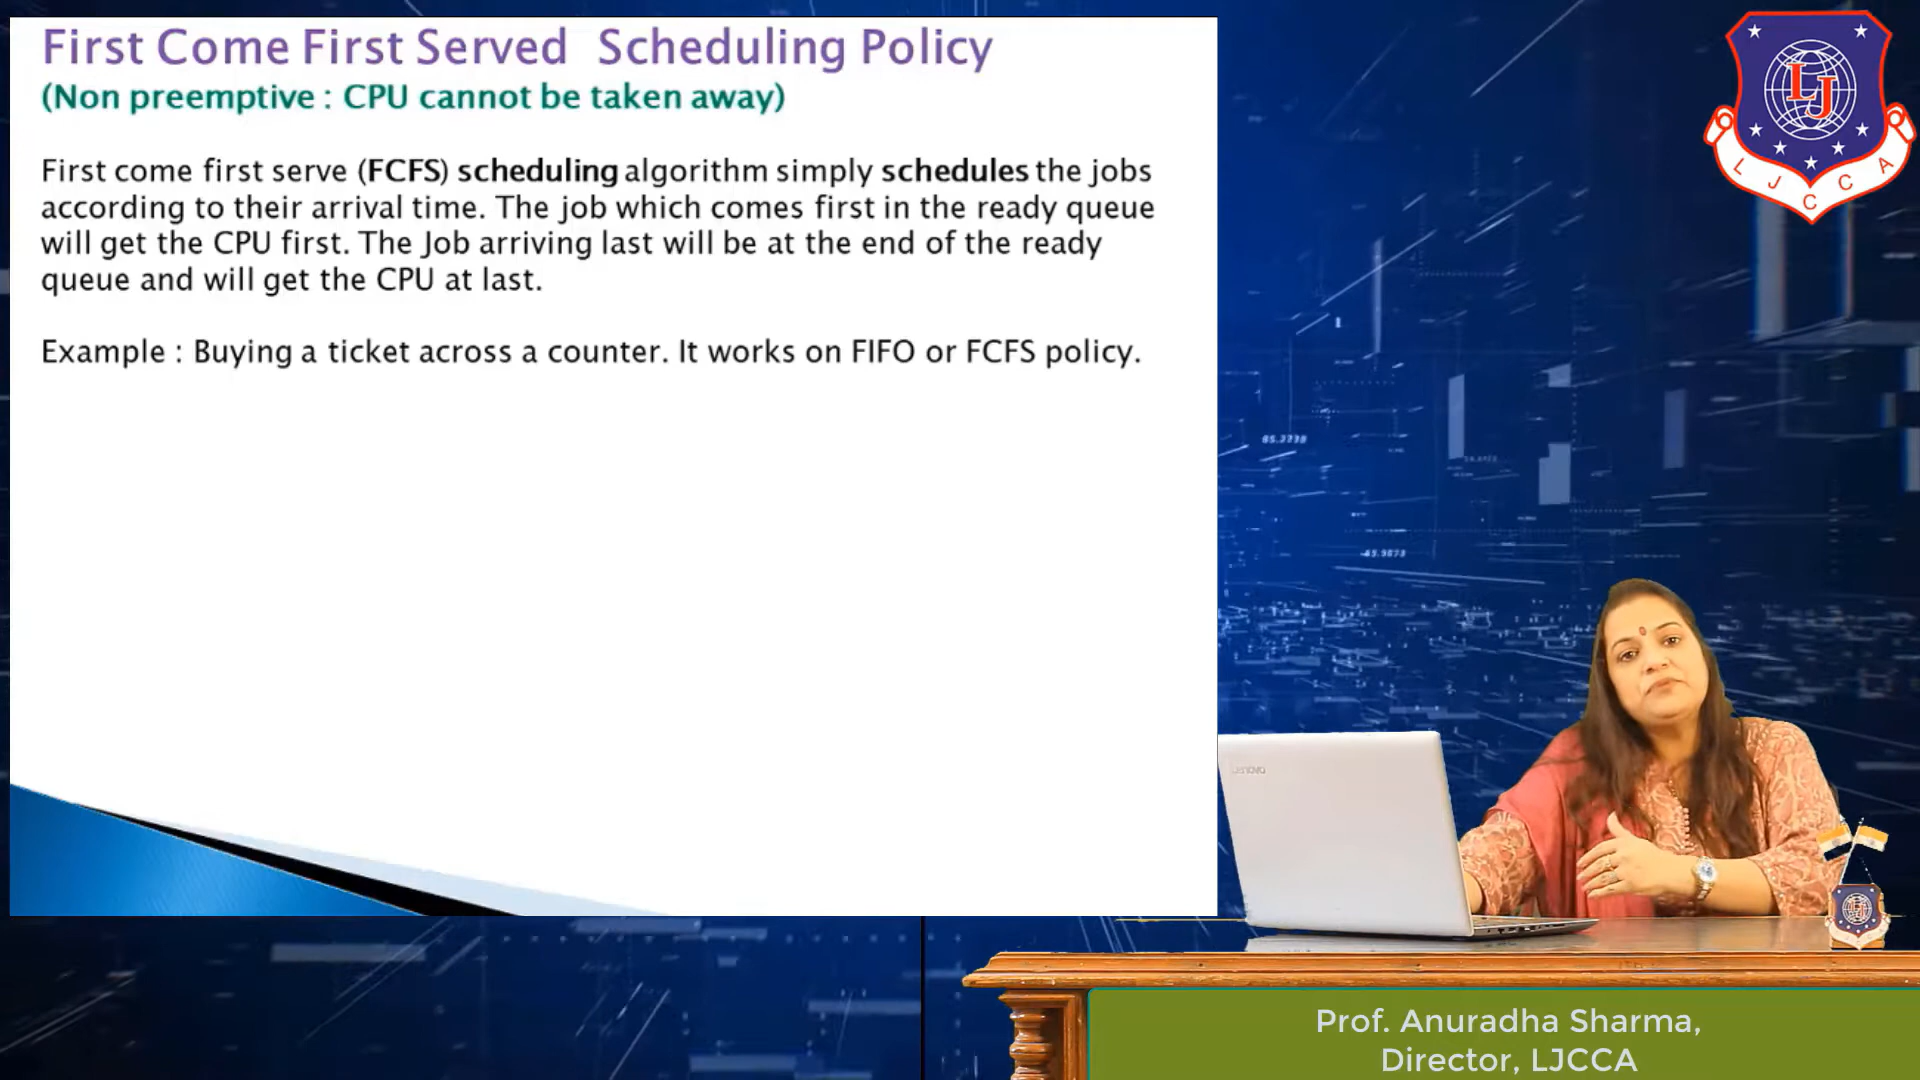 First Come First Served Scheduling Policy
(Non preemptive : CPU cannot be taken away)
First come first serve (FCFS) scheduling algorithm simply schedules the jobs
according to their arrival time. The job which comes first in the ready queue
will get the CPU first. The Job arriving last will be at the end of the ready
queue and will get the CPU at last.
Example : Buying a ticket across a counter. It works on FIFO or FCFS policy.
LJ
L J C C A
65.3738
lenovo
Prof. Anuradha Sharma,
Director, LJCCA